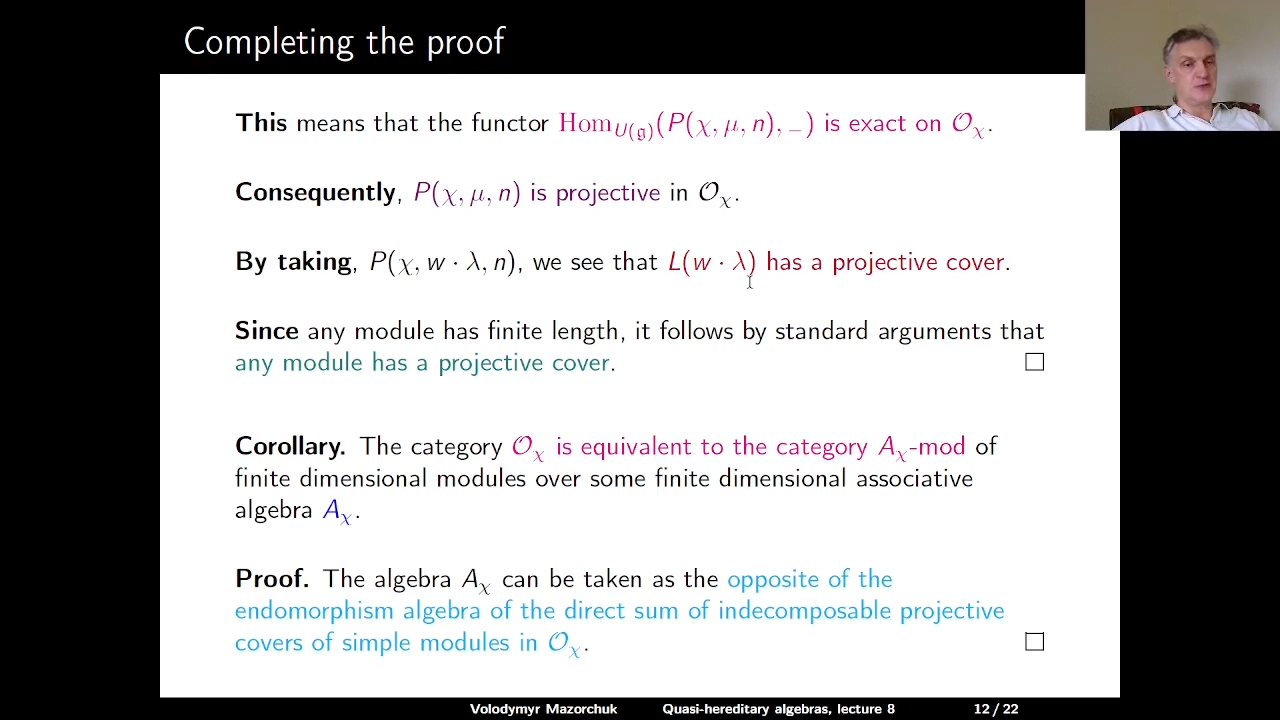 Completing the proof
This means that the functor Hom_{U(𝔤)}(P(χ, μ, n), _) is exact on 𝒪_χ.
Consequently, P(χ, μ, n) is projective in 𝒪_χ.
By taking, P(χ, w · λ, n), we see that L(w · λ) has a projective cover.
Since any module has finite length, it follows by standard arguments that
any module has a projective cover. □
Corollary. The category 𝒪_χ is equivalent to the category A_χ-mod of
finite dimensional modules over some finite dimensional associative
algebra A_χ.
Proof. The algebra A_χ can be taken as the opposite of the
endomorphism algebra of the direct sum of indecomposable projective
covers of simple modules in 𝒪_χ. □
Volodymyr Mazorchuk Quasi-hereditary algebras, lecture 8 12 / 22